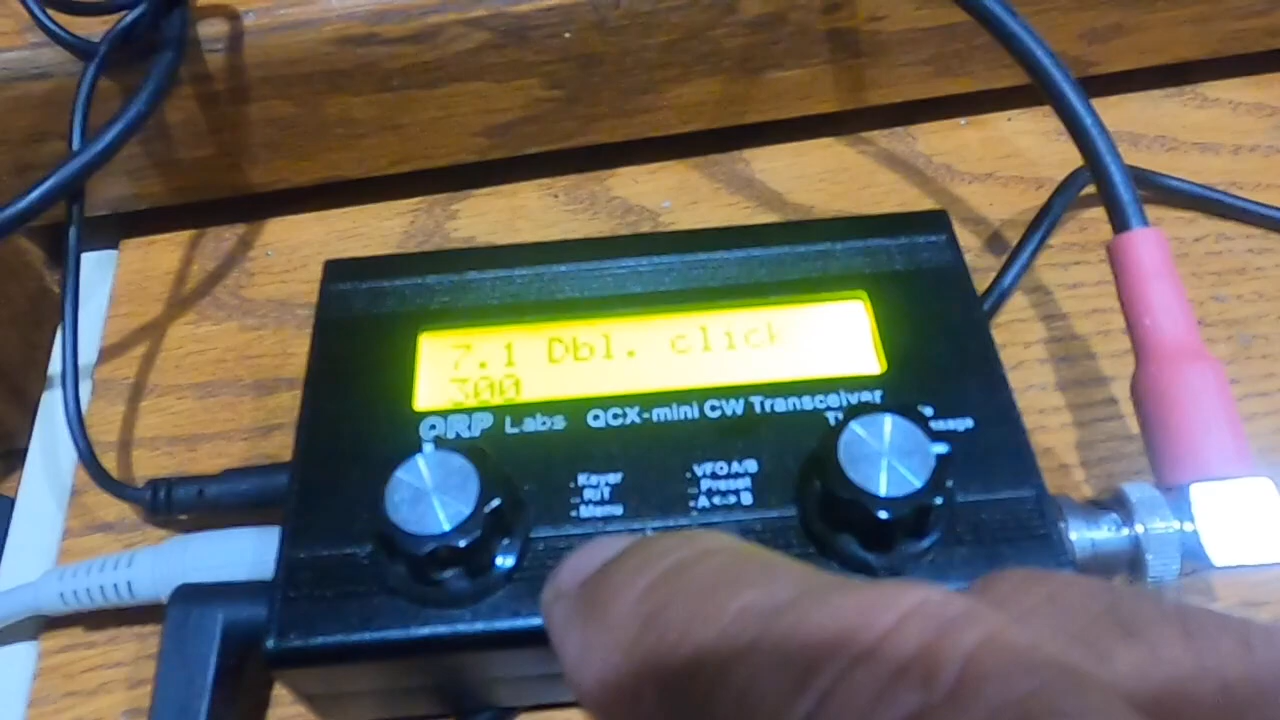 7.1 Dbl. click
300
QRP Labs QCX-mini CW Transceiver
Keyer
RIT
Menu
VFO A/B
Preset
A<->B